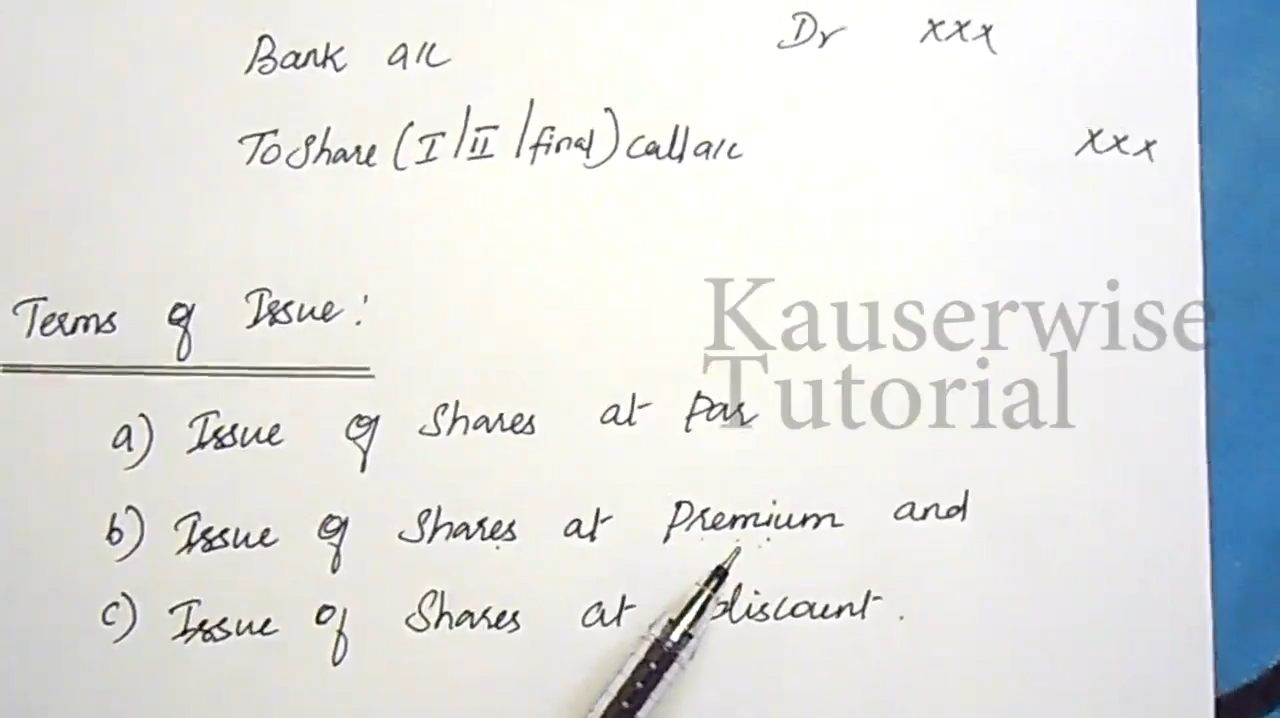 Bank a/c Dr xxx
To Share (I/II/final) call a/c xxx
Terms of Issue:
Kauserwise
Tutorial
a) Issue of Shares at Par
b) Issue of Shares at Premium and
c) Issue of Shares at discount.